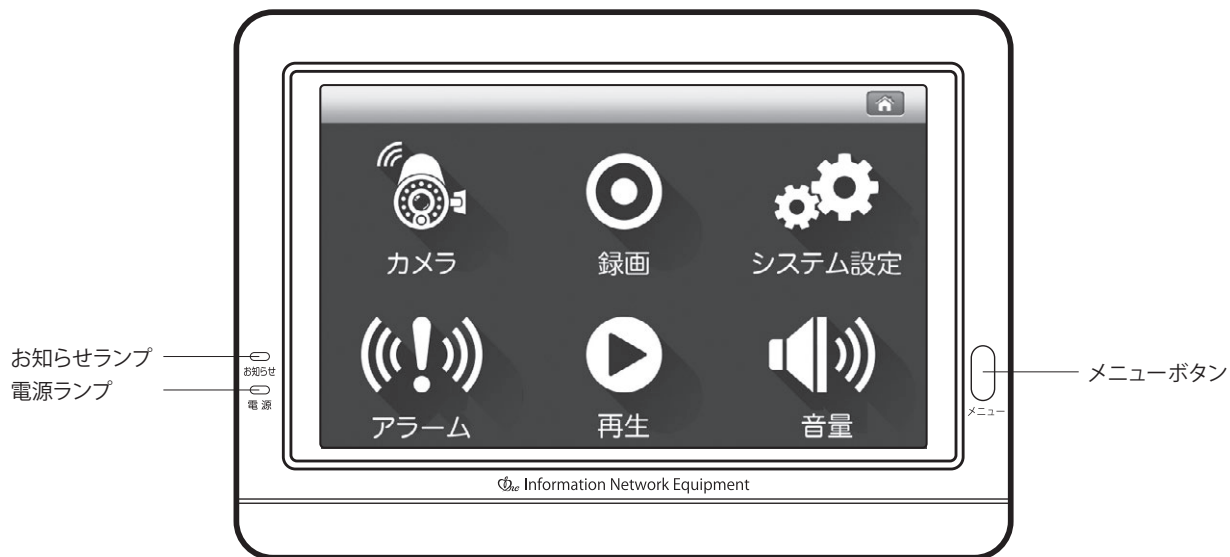 カメラ
録画
システム設定
アラーム
再生
音量
お知らせランプ
お知らせ
電源ランプ
電 源
メニューボタン
メニュー
ine Information Network Equipment